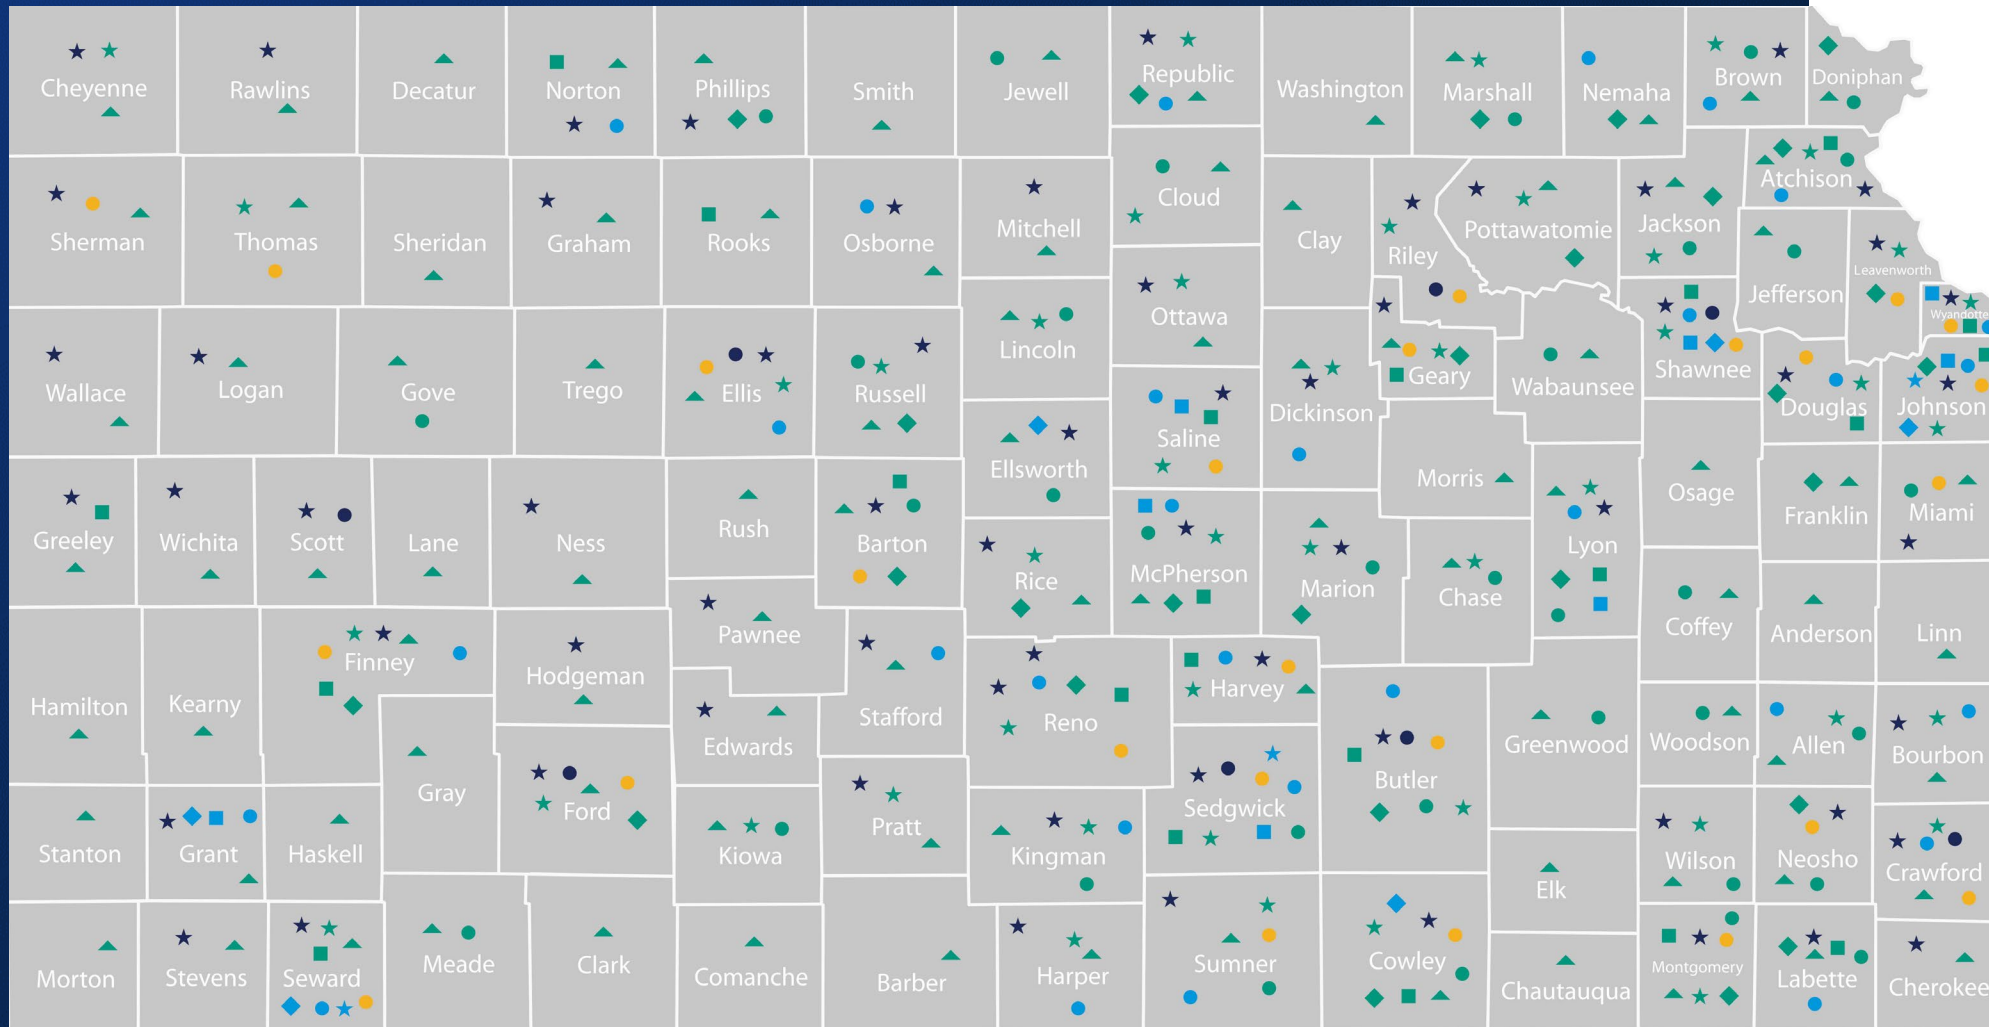 Cheyenne
Rawlins
Decatur
Norton
Phillips
Smith
Jewell
Republic
Washington
Marshall
Nemaha
Brown
Doniphan
Sherman
Thomas
Sheridan
Graham
Rooks
Osborne
Mitchell
Cloud
Clay
Riley
Pottawatomie
Jackson
Atchison
Jefferson
Leavenworth
Wyandotte
Wallace
Logan
Gove
Trego
Ellis
Russell
Lincoln
Ottawa
Ellsworth
Saline
Dickinson
Geary
Wabaunsee
Shawnee
Douglas
Johnson
Greeley
Wichita
Scott
Lane
Ness
Rush
Barton
Rice
McPherson
Marion
Morris
Chase
Lyon
Osage
Franklin
Miami
Hamilton
Kearny
Finney
Hodgeman
Pawnee
Stafford
Edwards
Reno
Harvey
Coffey
Anderson
Linn
Gray
Ford
Sedgwick
Butler
Greenwood
Woodson
Allen
Bourbon
Stanton
Grant
Haskell
Kiowa
Pratt
Kingman
Elk
Wilson
Neosho
Crawford
Morton
Stevens
Seward
Meade
Clark
Comanche
Barber
Harper
Sumner
Cowley
Chautauqua
Montgomery
Labette
Cherokee